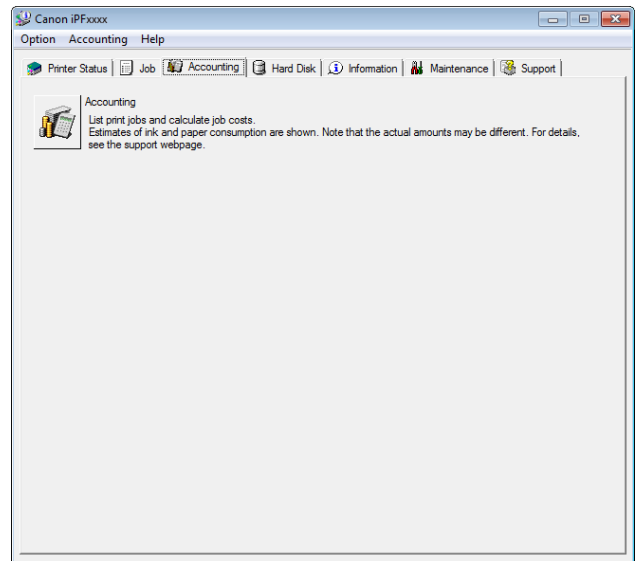 Canon iPFxxxx
Option Accounting Help
Printer Status Job Accounting Hard Disk Information Maintenance Support
Accounting
List print jobs and calculate job costs.
Estimates of ink and paper consumption are shown. Note that the actual amounts may be different. For details,
see the support webpage.